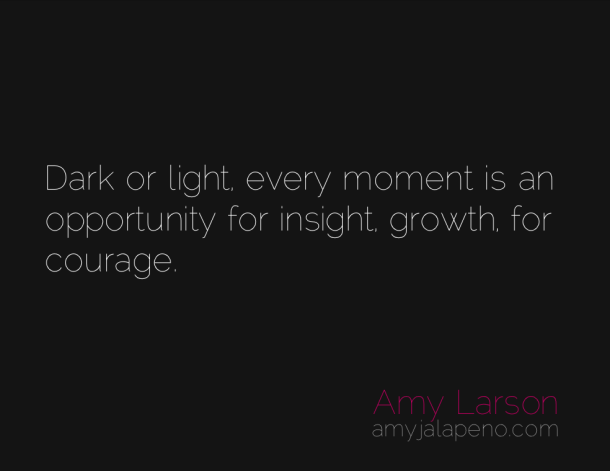 Dark or light, every moment is an
opportunity for insight, growth, for
courage.
Amy Larson
amyjalapeno.com